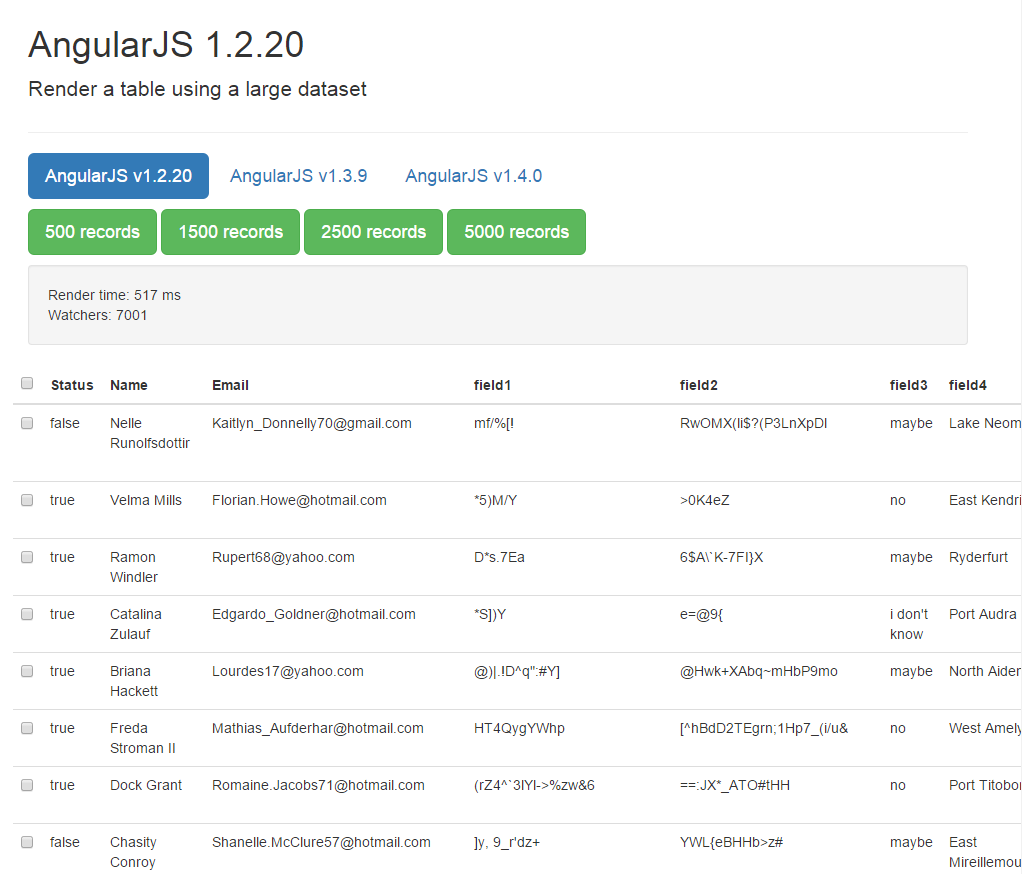 AngularJS 1.2.20
Render a table using a large dataset
AngularJS v1.2.20 AngularJS v1.3.9 AngularJS v1.4.0
500 records 1500 records 2500 records 5000 records
Render time: 517 ms
Watchers: 7001
Status Name Email field1 field2 field3 field4
false Nelle Kaitlyn_Donnelly70@gmail.com mf/%[! RwOMX(Ii$?(P3LnXpDI maybe Lake Neom
Runolfsdottir
true Velma Mills Florian.Howe@hotmail.com *5)M/Y >0K4eZ no East Kendri
true Ramon Rupert68@yahoo.com D*s.7Ea 6$A\`K-7FI}X maybe Ryderfurt
Windler
true Catalina Edgardo_Goldner@hotmail.com *S])Y e=@9{ i don't Port Audra
Zulauf know
true Briana Lourdes17@yahoo.com @)|.!D^q":#Y] @Hwk+XAbq~mHbP9mo maybe North Aiden
Hackett
true Freda Mathias_Aufderhar@hotmail.com HT4QygYWhp [^hBdD2TEgrn;1Hp7_(i/u& no West Amely
Stroman II
true Dock Grant Romaine.Jacobs71@hotmail.com (rZ4^`3IYI->%zw&6 ==:JX*_ATO#tHH no Port Titobor
false Chasity Shanelle.McClure57@hotmail.com ]y, 9_r'dz+ YWL{eBHHb>z# maybe East
Conroy Mireillemou